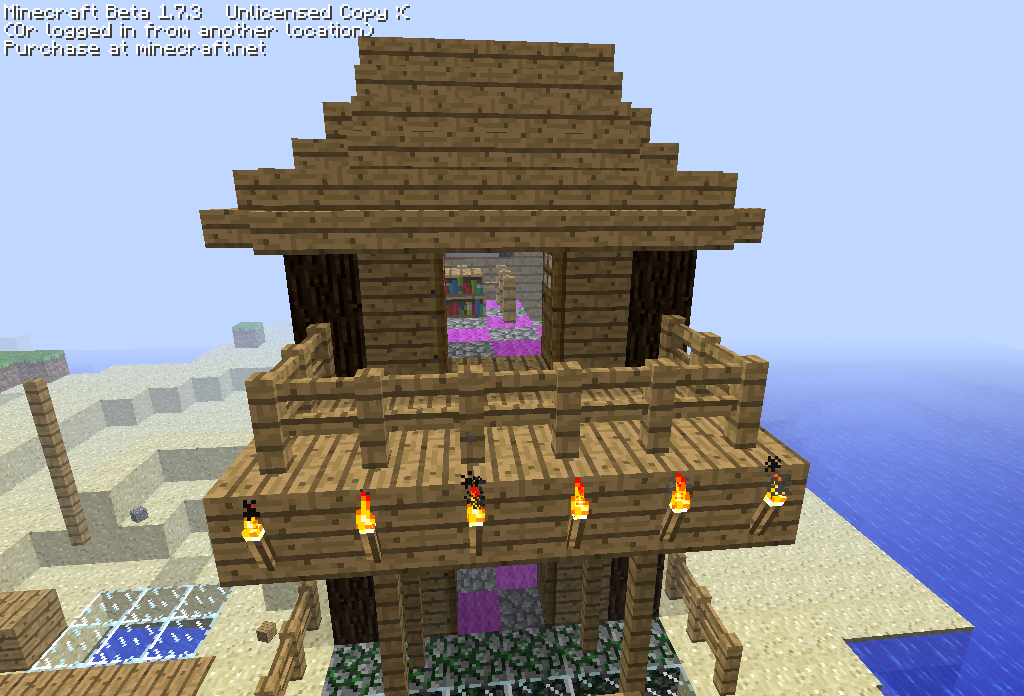 Minecraft Beta 1.7.3  Unlicensed Copy :(
(Or logged in from another location)
Purchase at minecraft.net